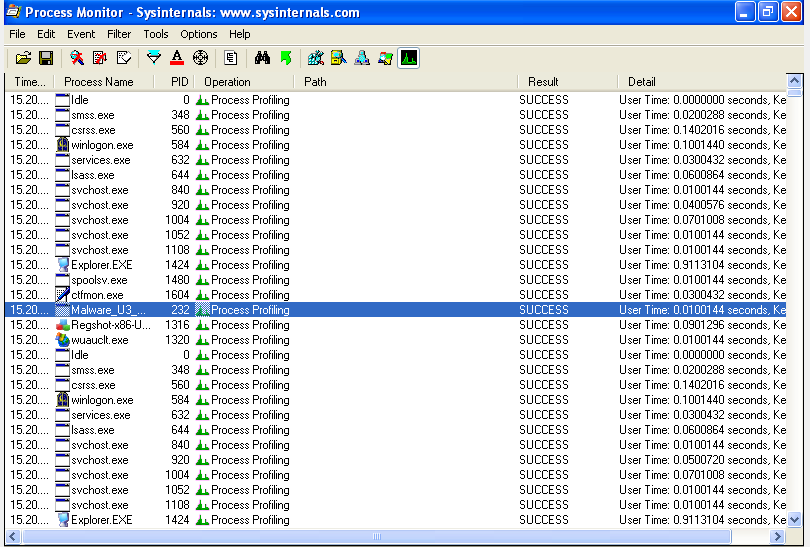 Process Monitor - Sysinternals: www.sysinternals.com
File Edit Event Filter Tools Options Help
Time... Process Name PID Operation Path Result Detail
15.20.... Idle 0 Process Profiling SUCCESS User Time: 0.0000000 seconds, Ke
15.20.... smss.exe 348 Process Profiling SUCCESS User Time: 0.0200288 seconds, Ke
15.20.... csrss.exe 560 Process Profiling SUCCESS User Time: 0.1402016 seconds, Ke
15.20.... winlogon.exe 584 Process Profiling SUCCESS User Time: 0.1001440 seconds, Ke
15.20.... services.exe 632 Process Profiling SUCCESS User Time: 0.0300432 seconds, Ke
15.20.... lsass.exe 644 Process Profiling SUCCESS User Time: 0.0600864 seconds, Ke
15.20.... svchost.exe 840 Process Profiling SUCCESS User Time: 0.0100144 seconds, Ke
15.20.... svchost.exe 920 Process Profiling SUCCESS User Time: 0.0400576 seconds, Ke
15.20.... svchost.exe 1004 Process Profiling SUCCESS User Time: 0.0701008 seconds, Ke
15.20.... svchost.exe 1052 Process Profiling SUCCESS User Time: 0.0100144 seconds, Ke
15.20.... svchost.exe 1108 Process Profiling SUCCESS User Time: 0.0100144 seconds, Ke
15.20.... Explorer.EXE 1424 Process Profiling SUCCESS User Time: 0.9113104 seconds, Ke
15.20.... spoolsv.exe 1480 Process Profiling SUCCESS User Time: 0.0100144 seconds, Ke
15.20.... ctfmon.exe 1604 Process Profiling SUCCESS User Time: 0.0300432 seconds, Ke
15.20.... Malware_U3_... 232 Process Profiling SUCCESS User Time: 0.0100144 seconds, Ke
15.20.... Regshot-x86-U... 1316 Process Profiling SUCCESS User Time: 0.0901296 seconds, Ke
15.20.... wuauclt.exe 1320 Process Profiling SUCCESS User Time: 0.0100144 seconds, Ke
15.20.... Idle 0 Process Profiling SUCCESS User Time: 0.0000000 seconds, Ke
15.20.... smss.exe 348 Process Profiling SUCCESS User Time: 0.0200288 seconds, Ke
15.20.... csrss.exe 560 Process Profiling SUCCESS User Time: 0.1402016 seconds, Ke
15.20.... winlogon.exe 584 Process Profiling SUCCESS User Time: 0.1001440 seconds, Ke
15.20.... services.exe 632 Process Profiling SUCCESS User Time: 0.0300432 seconds, Ke
15.20.... lsass.exe 644 Process Profiling SUCCESS User Time: 0.0600864 seconds, Ke
15.20.... svchost.exe 840 Process Profiling SUCCESS User Time: 0.0100144 seconds, Ke
15.20.... svchost.exe 920 Process Profiling SUCCESS User Time: 0.0500720 seconds, Ke
15.20.... svchost.exe 1004 Process Profiling SUCCESS User Time: 0.0701008 seconds, Ke
15.20.... svchost.exe 1052 Process Profiling SUCCESS User Time: 0.0100144 seconds, Ke
15.20.... svchost.exe 1108 Process Profiling SUCCESS User Time: 0.0100144 seconds, Ke
15.20.... Explorer.EXE 1424 Process Profiling SUCCESS User Time: 0.9113104 seconds, Ke